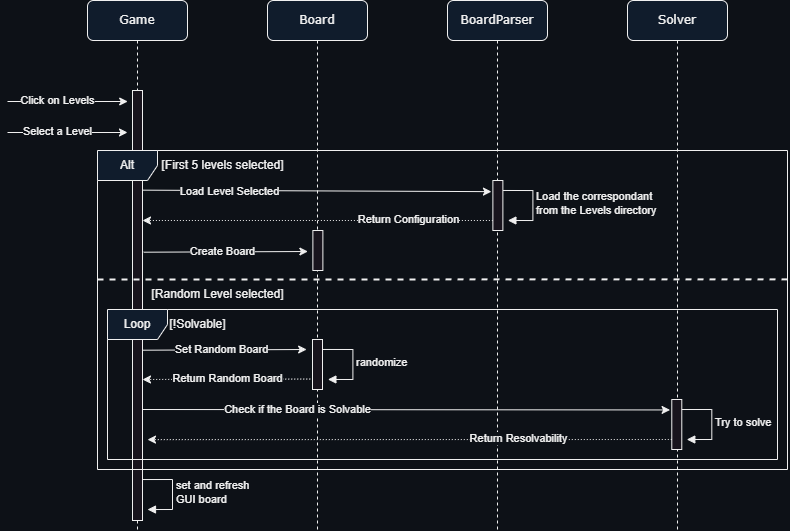 Game
Board
BoardParser
Solver
Click on Levels
Select a Level
Alt
[First 5 levels selected]
Load Level Selected
Load the correspondant
from the Levels directory
Return Configuration
Create Board
[Random Level selected]
Loop
[!Solvable]
Set Random Board
randomize
Return Random Board
Check if the Board is Solvable
Try to solve
Return Resolvability
set and refresh
GUI board